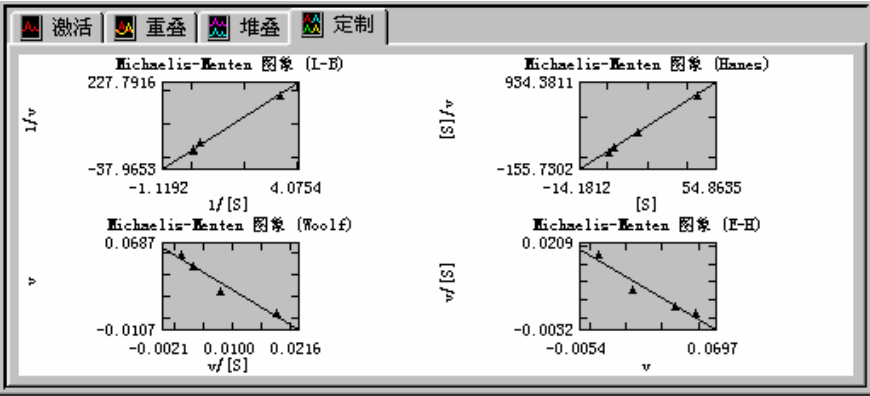 激活 重叠 堆叠 定制
Michaelis-Menten 图象 (L-B)
227.7916
1/v
-37.9653
-1.1192 4.0754
1/[S]
Michaelis-Menten 图象 (Hanes)
934.3811
[S]/v
-155.7302
-14.1812 54.8635
[S]
Michaelis-Menten 图象 (Woolf)
0.0687
v
-0.0107
-0.0021 0.0100 0.0216
v/[S]
Michaelis-Menten 图象 (E-H)
0.0209
v/[S]
-0.0032
-0.0054 0.0697
v